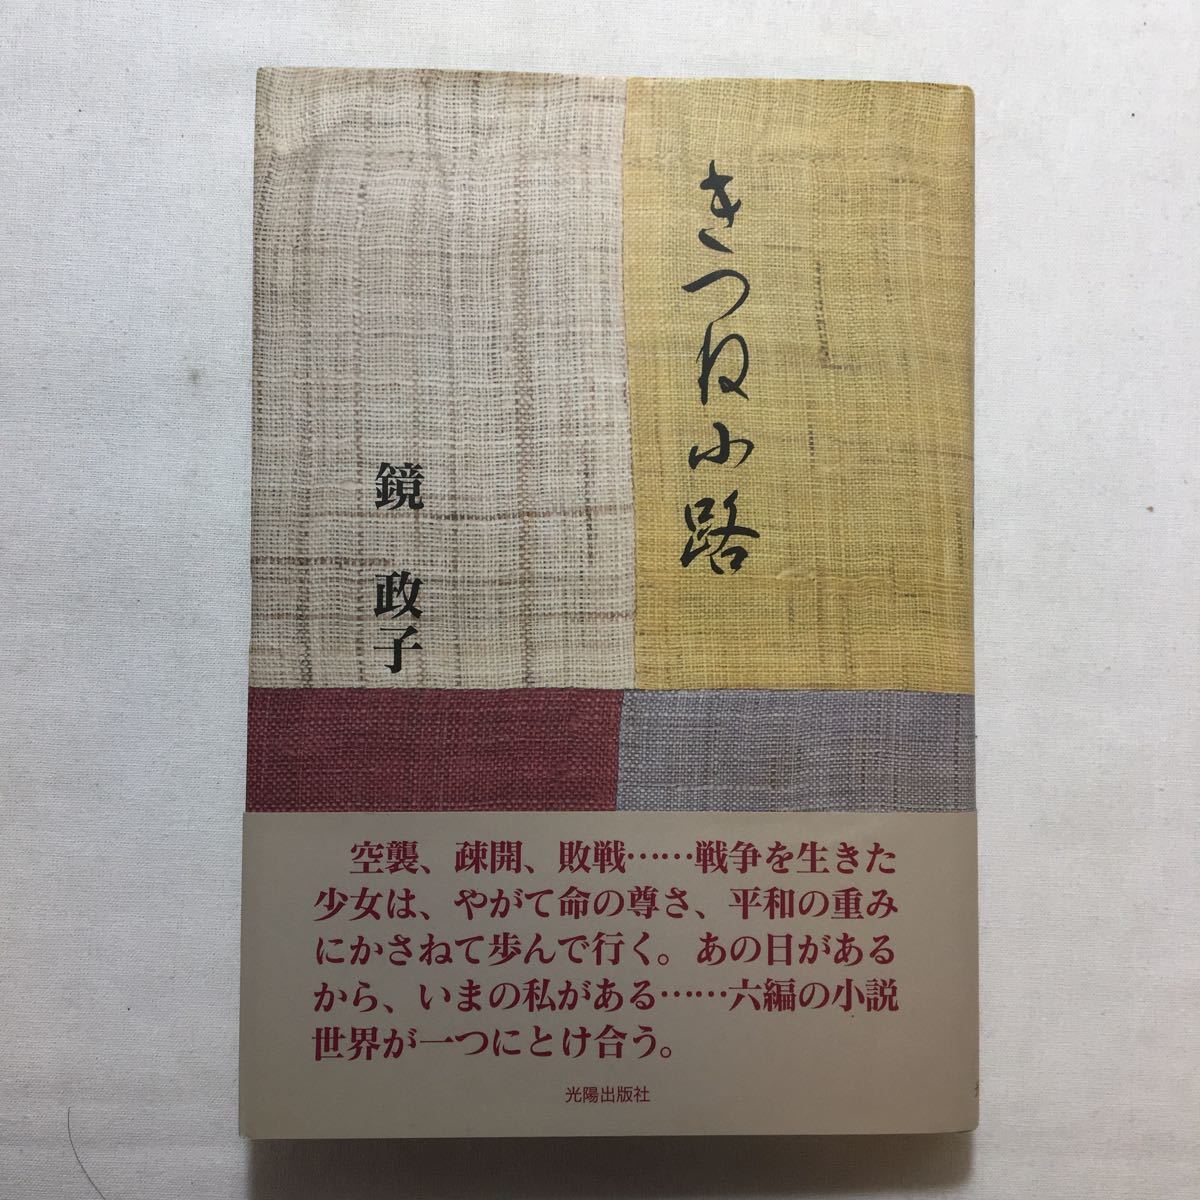 きつね小路
鏡 政子
空襲、疎開、敗戦……戦争を生きた
少女は、やがて命の尊さ、平和の重み
にかさねて歩んで行く。あの日がある
から、いまの私がある……六編の小説
世界が一つにとけ合う。
光陽出版社